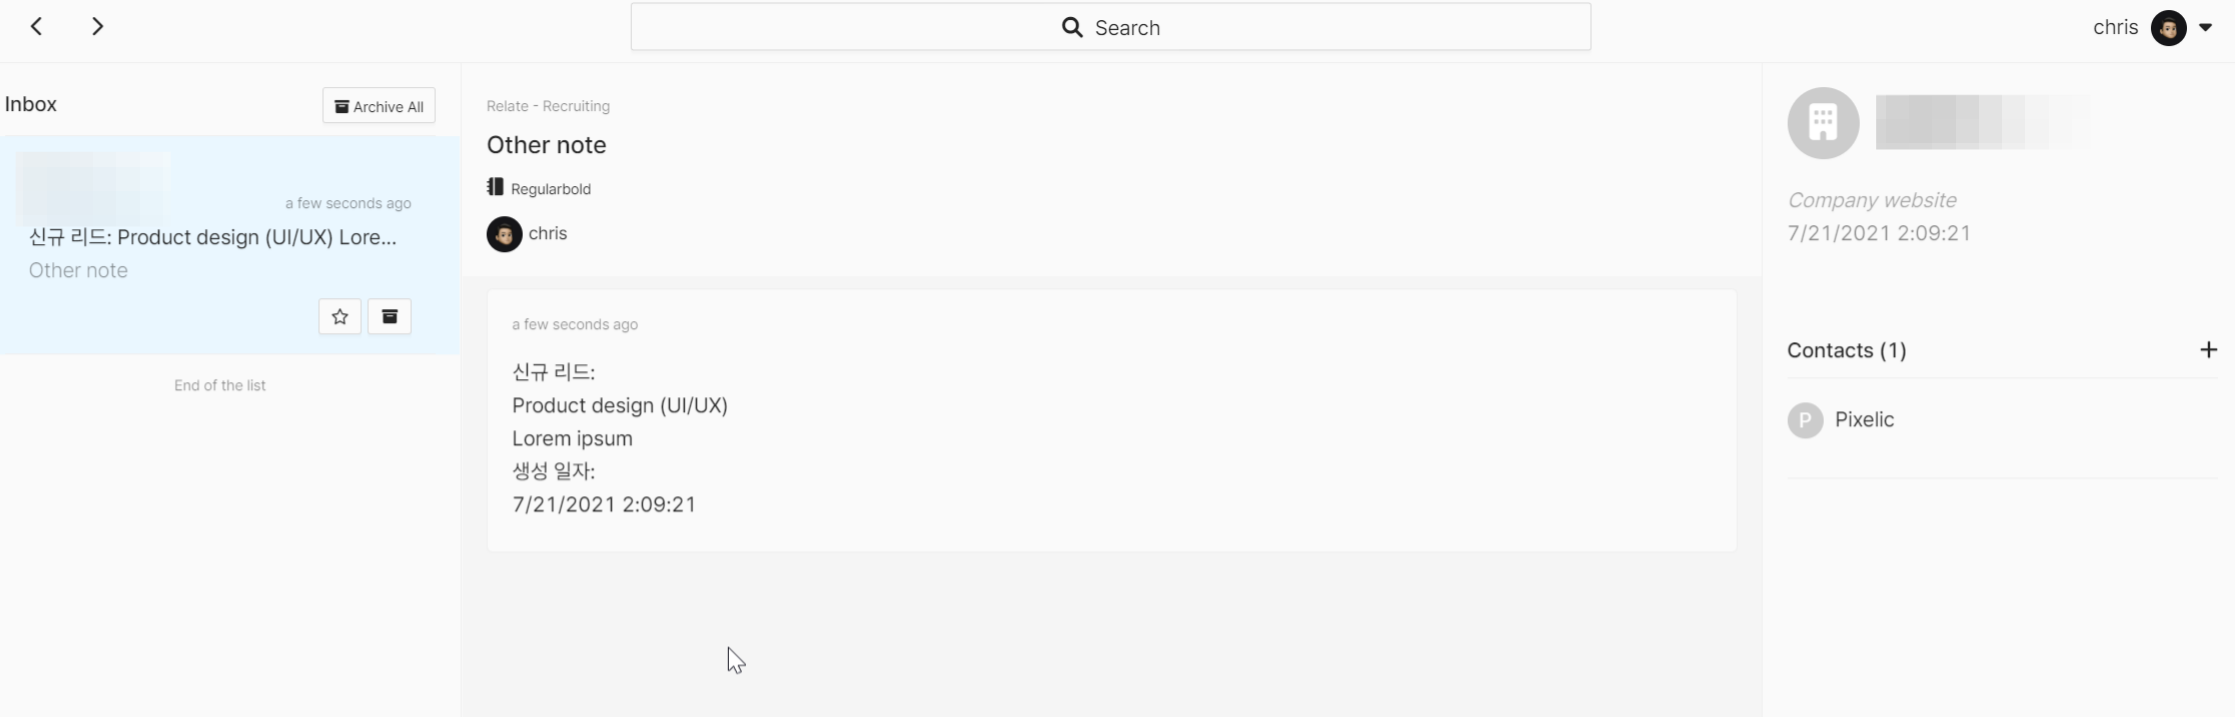 Search
chris
Inbox
Archive All
a few seconds ago
신규 리드: Product design (UI/UX) Lore...
Other note
End of the list
Relate - Recruiting
Other note
Regularbold
chris
a few seconds ago
신규 리드:
Product design (UI/UX)
Lorem ipsum
생성 일자:
7/21/2021 2:09:21
Company website
7/21/2021 2:09:21
Contacts (1)
P
Pixelic